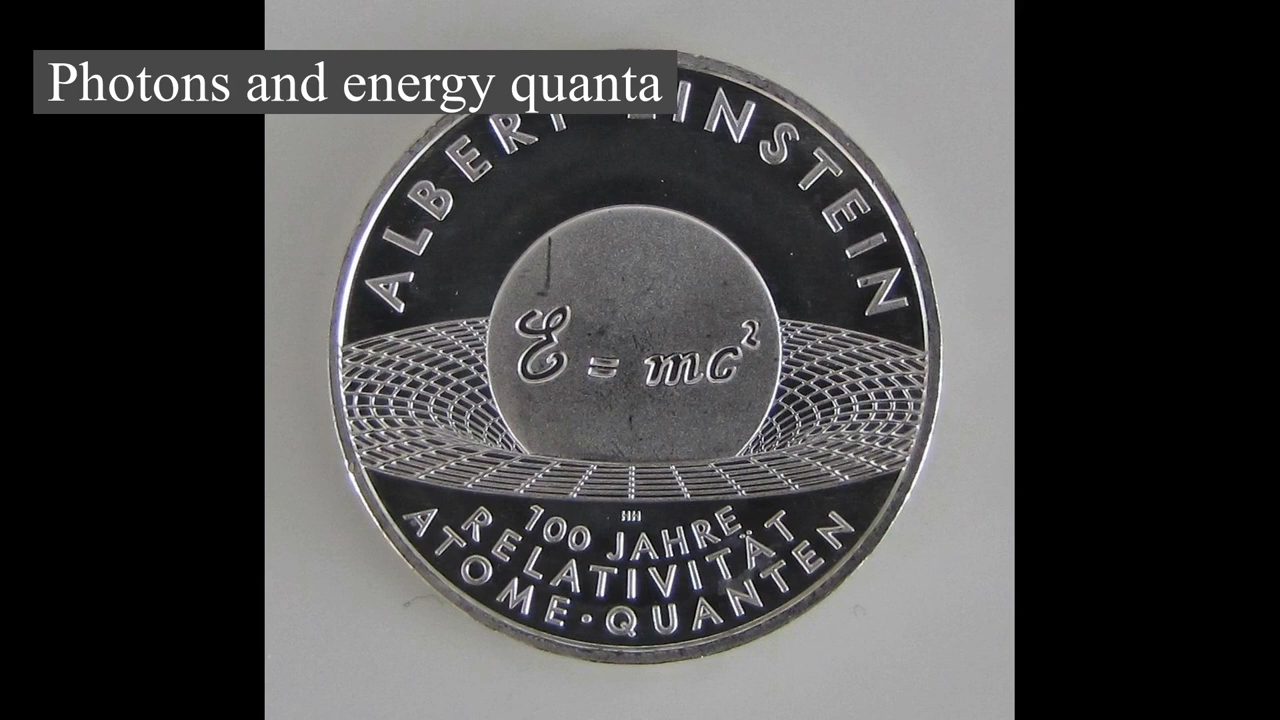 Photons and energy quanta
ALBERT EINSTEIN
E = mc²
100 JAHRE
RELATIVITÄT
ATOME·QUANTEN